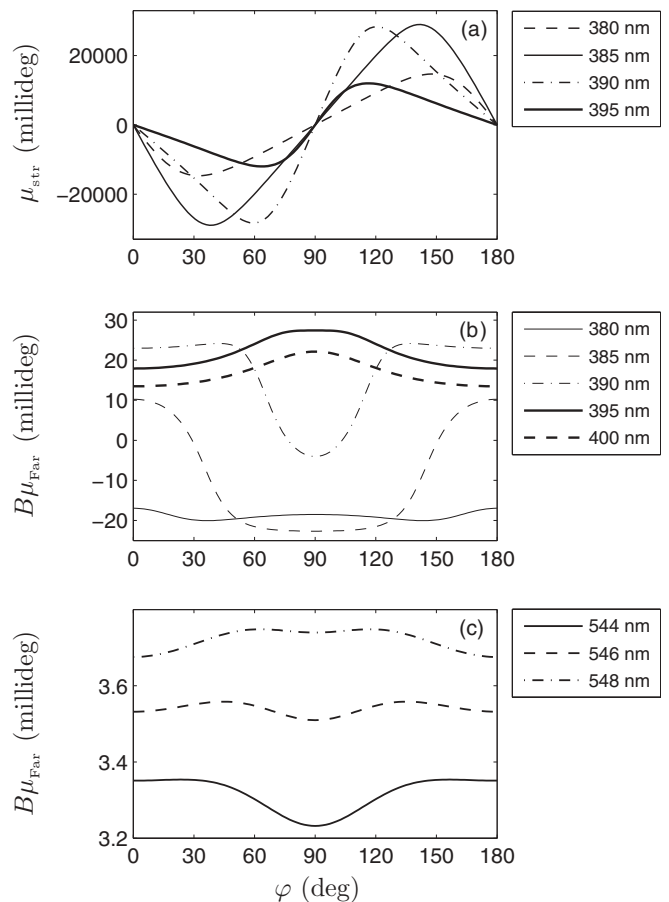 (a)
20000
0
−20000
μstr (millideg)
0 30 60 90 120 150 180
380 nm
385 nm
390 nm
395 nm
(b)
30
20
10
0
−10
−20
BμFar (millideg)
0 30 60 90 120 150 180
380 nm
385 nm
390 nm
395 nm
400 nm
(c)
3.6
3.4
3.2
BμFar (millideg)
0 30 60 90 120 150 180
φ (deg)
544 nm
546 nm
548 nm